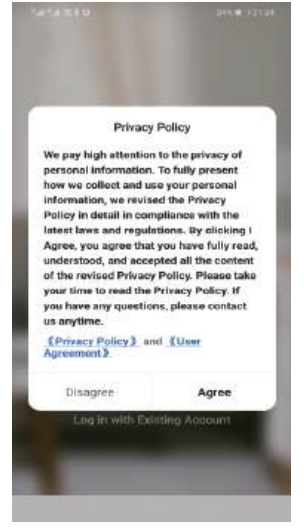 Privacy Policy
We pay high attention to the privacy of
personal information. To fully present
how we collect and use your personal
information, we revised the Privacy
Policy in detail in compliance with the
latest laws and regulations. By clicking I
Agree, you agree that you have fully read,
understood, and accepted all the content
of the revised Privacy Policy. Please take
your time to read the Privacy Policy. If
you have any questions, please contact
us anytime.
《Privacy Policy》 and 《User
Agreement》
Disagree Agree
Log in with Existing Account